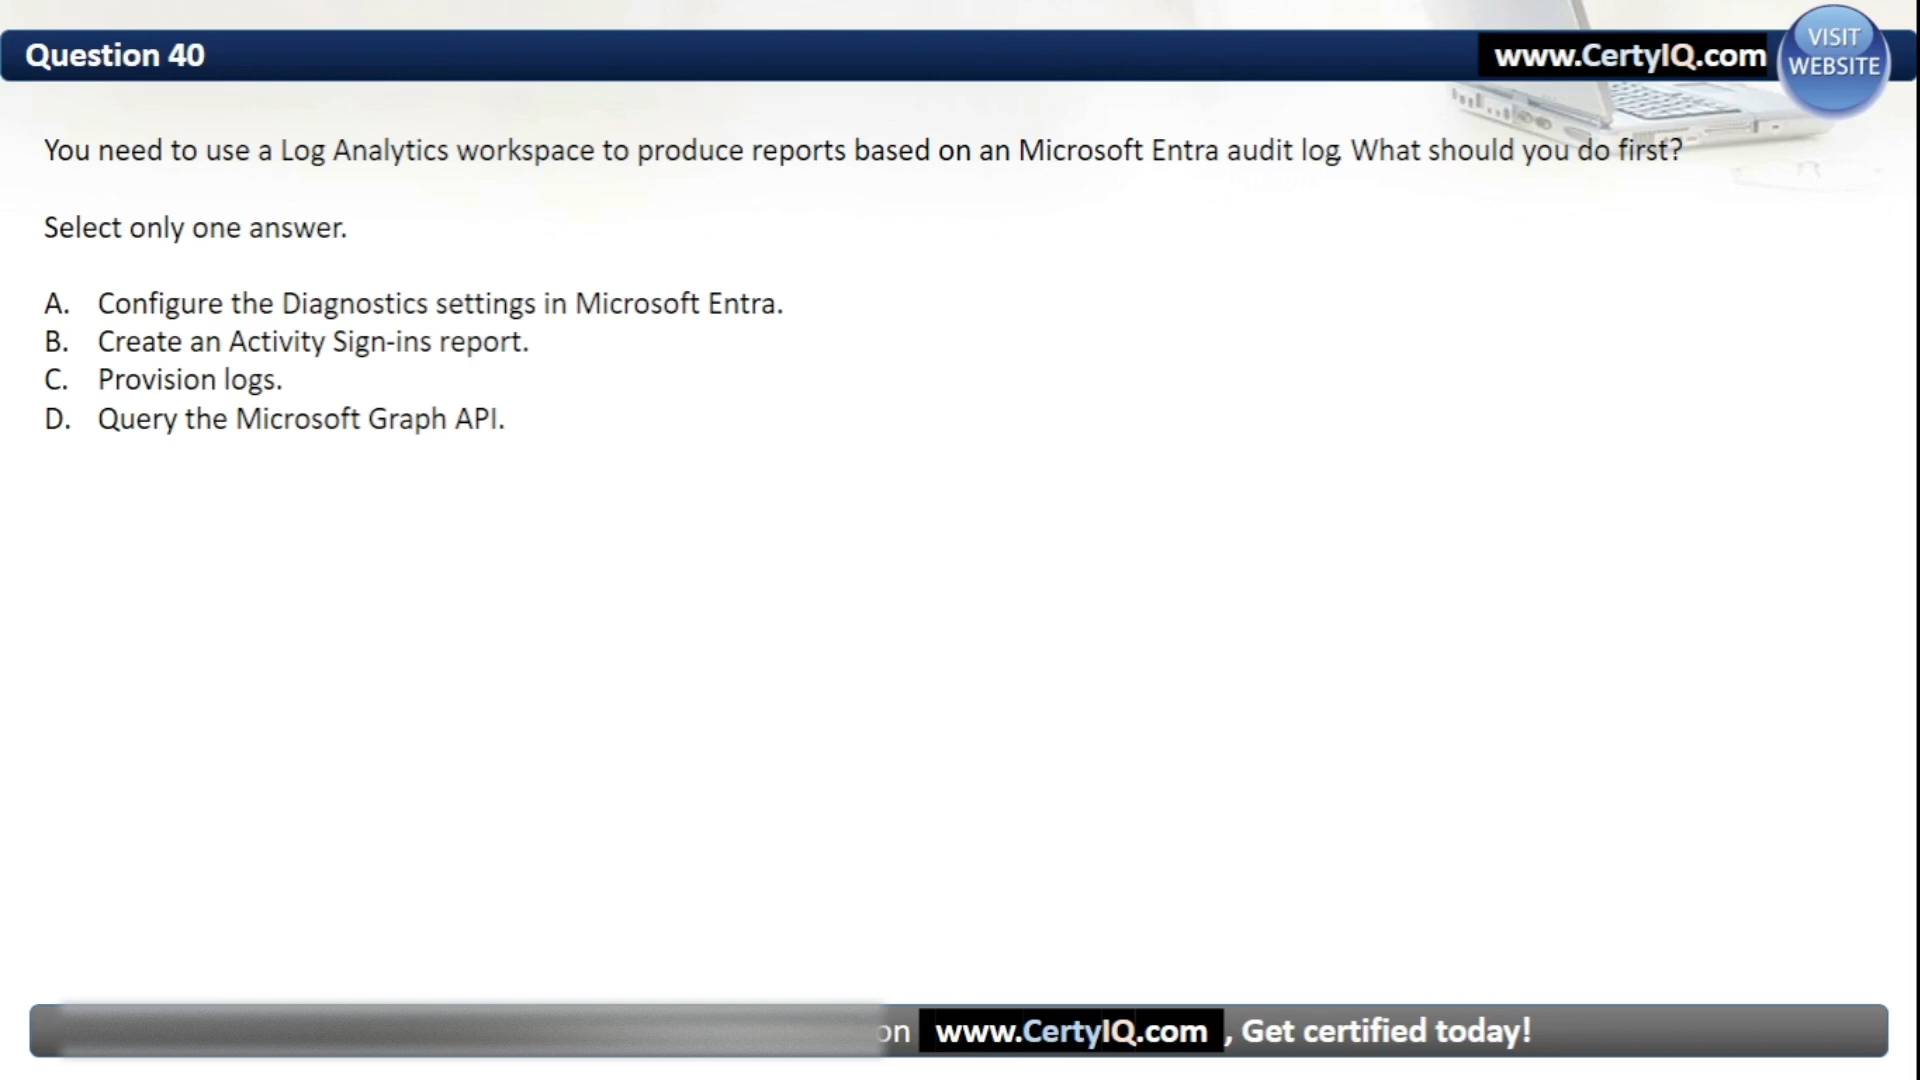 Question 40
www.CertyIQ.com
VISIT
WEBSITE
You need to use a Log Analytics workspace to produce reports based on an Microsoft Entra audit log. What should you do first?
Select only one answer.
A. Configure the Diagnostics settings in Microsoft Entra.
B. Create an Activity Sign-ins report.
C. Provision logs.
D. Query the Microsoft Graph API.
on www.CertyIQ.com , Get certified today!